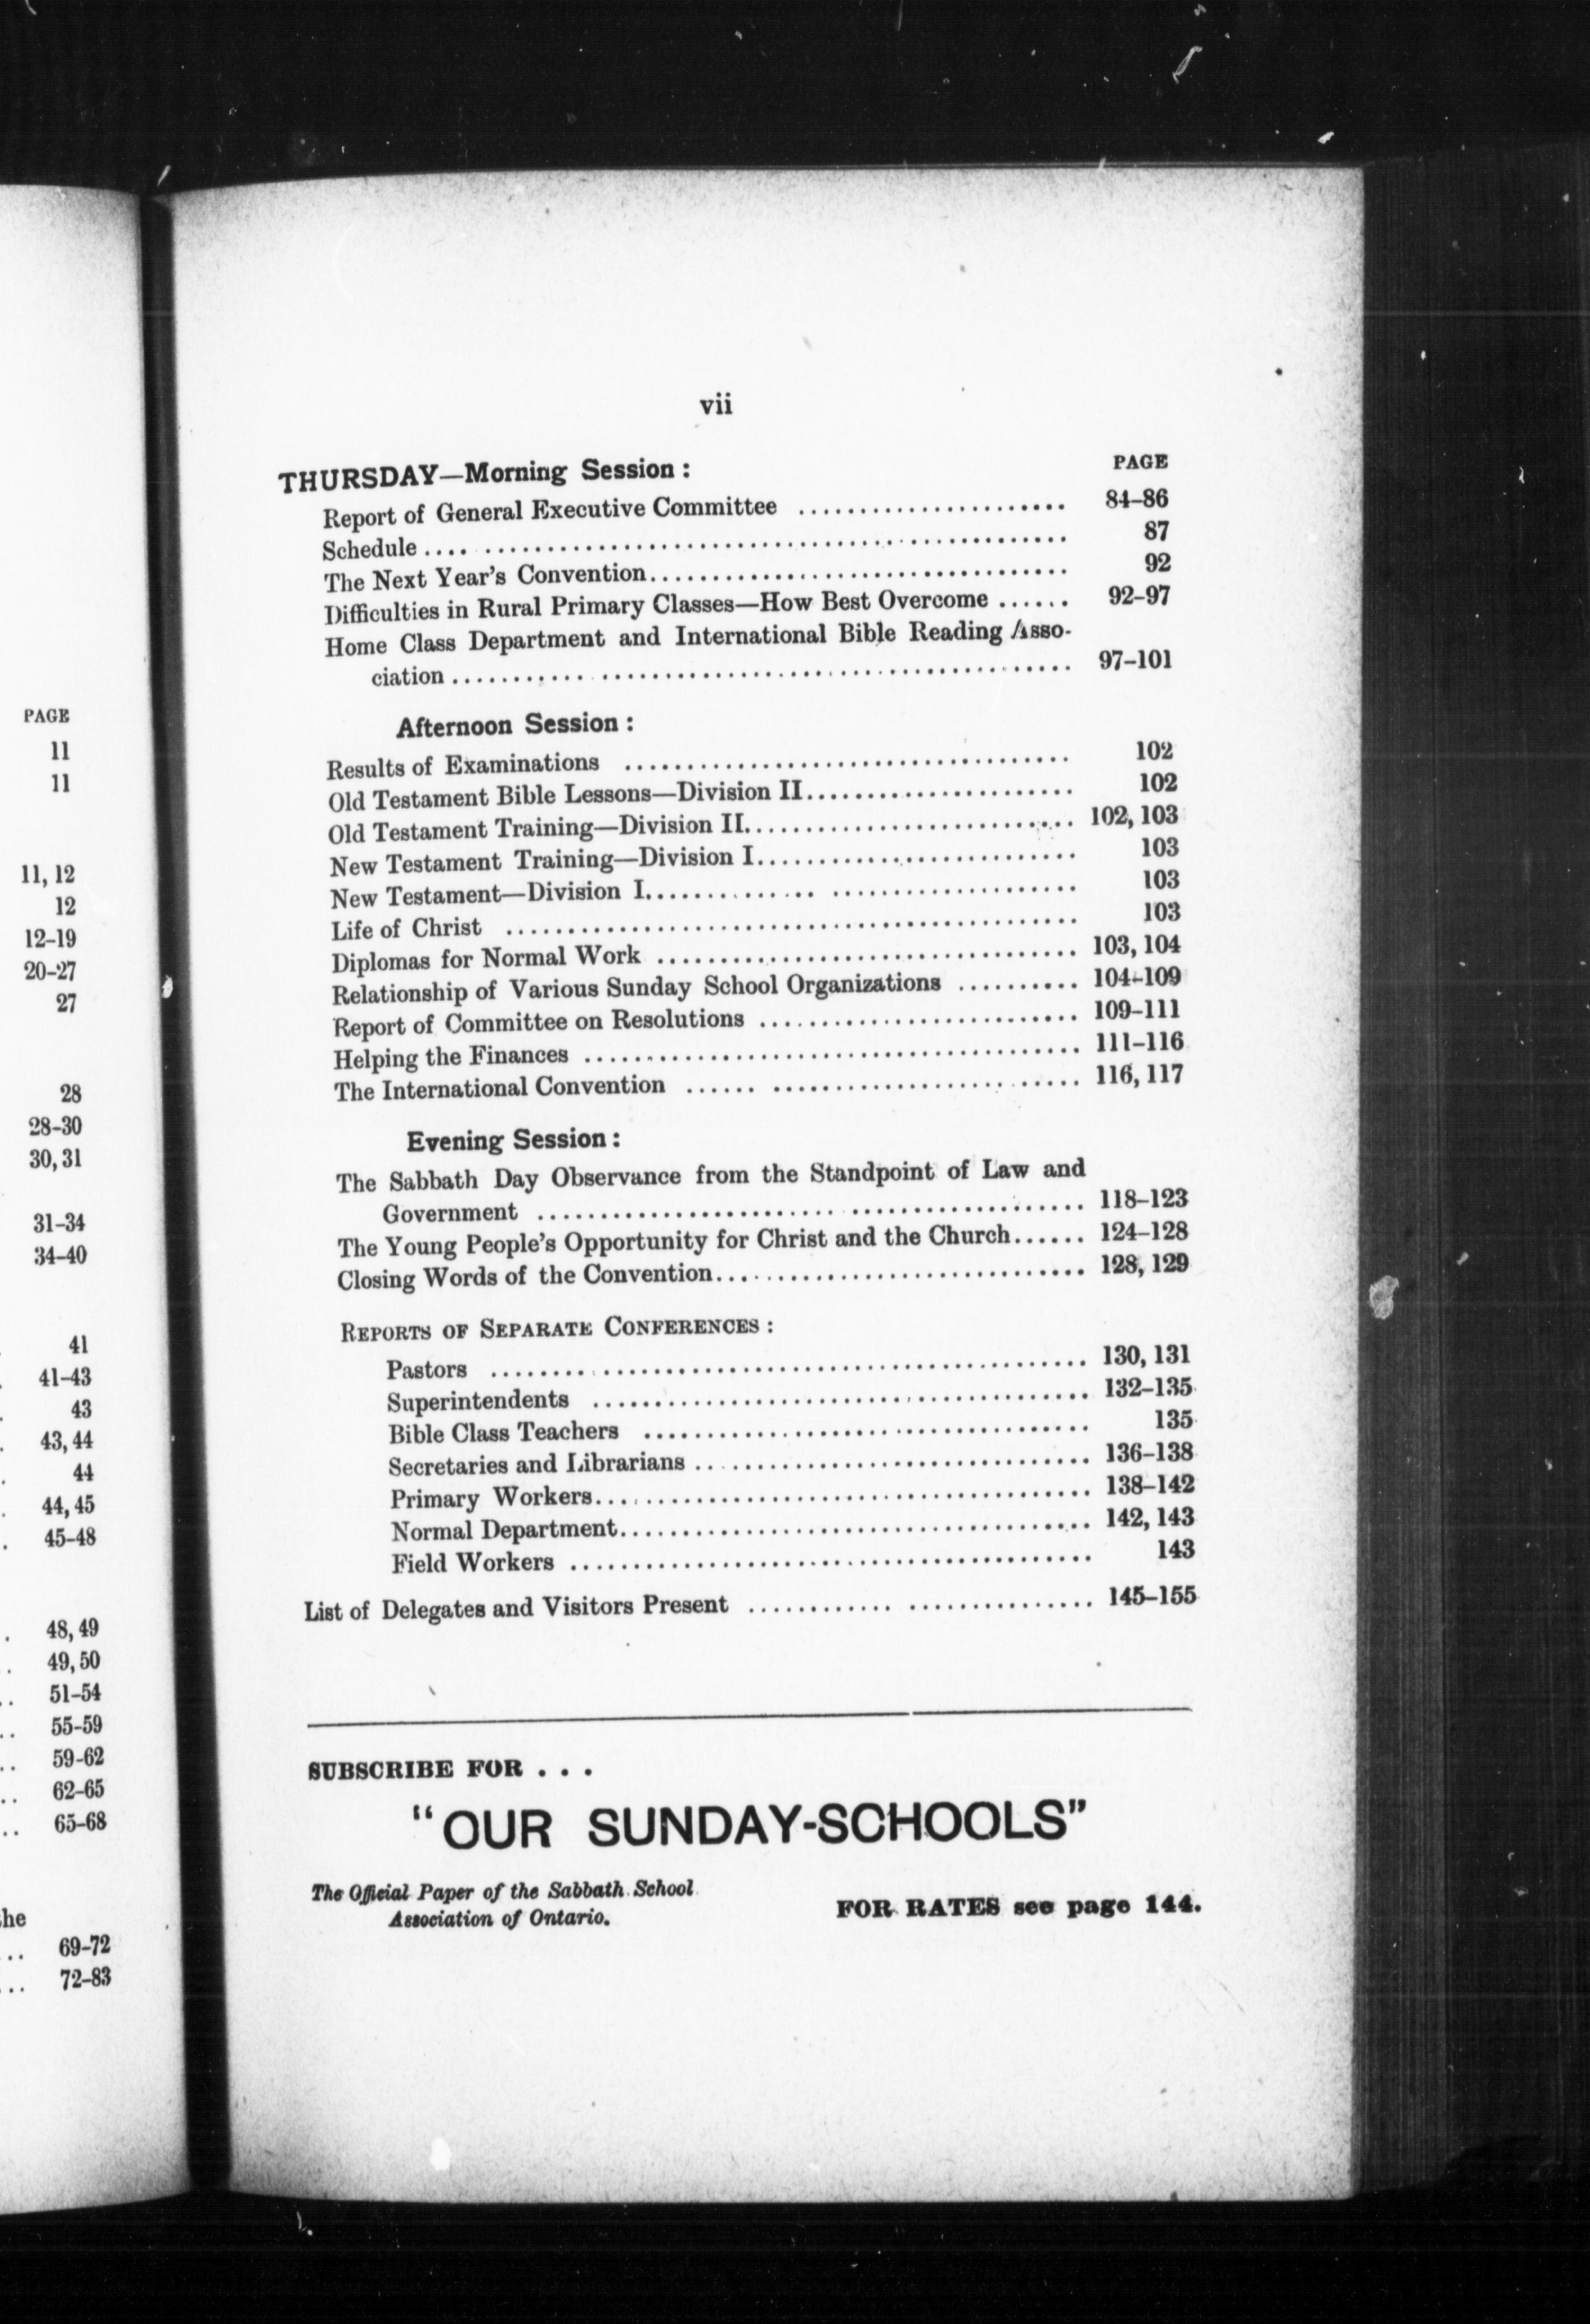 PAGE
11
11
11, 12
12
12-19
20-27
27
28
28-30
30, 31
31-34
34-40
. 41
. 41-43
. 43
. 43, 44
. 44
. 44, 45
. 45-48
. 48, 49
. 49, 50
.. 51-54
.. 55-59
.. 59-62
.. 62-65
.. 65-68
he
... 69-72
... 72-83
vii
THURSDAY—Morning Session : PAGE
Report of General Executive Committee ...................... 84-86
Schedule .... .............................................. 87
The Next Year's Convention.................................. 92
Difficulties in Rural Primary Classes—How Best Overcome ...... 92-97
Home Class Department and International Bible Reading Asso-
ciation .................................................. 97-101
Afternoon Session :
Results of Examinations .................................... 102
Old Testament Bible Lessons—Division II...................... 102
Old Testament Training—Division II.......................... 102, 103
New Testament Training—Division I.......................... 103
New Testament—Division I.............. .................... 103
Life of Christ .............................................. 103
Diplomas for Normal Work .................................. 103, 104
Relationship of Various Sunday School Organizations .......... 104-109
Report of Committee on Resolutions .......................... 109-111
Helping the Finances ........................................ 111-116
The International Convention ...... ......................... 116, 117
Evening Session :
The Sabbath Day Observance from the Standpoint of Law and
Government ........................ ................... 118-123
The Young People's Opportunity for Christ and the Church...... 124-128
Closing Words of the Convention.............................. 128, 129
REPORTS OF SEPARATE CONFERENCES :
Pastors ................................................ 130, 131
Superintendents ........................................ 132-135
Bible Class Teachers .................................... 135
Secretaries and Librarians ................................ 136-138
Primary Workers........................................ 138-142
Normal Department...................................... 142, 143
Field Workers .......................................... 143
List of Delegates and Visitors Present ............ ............... 145-155
SUBSCRIBE FOR . . .
"OUR SUNDAY-SCHOOLS"
The Official Paper of the Sabbath School
Association of Ontario.
FOR RATES see page 144.